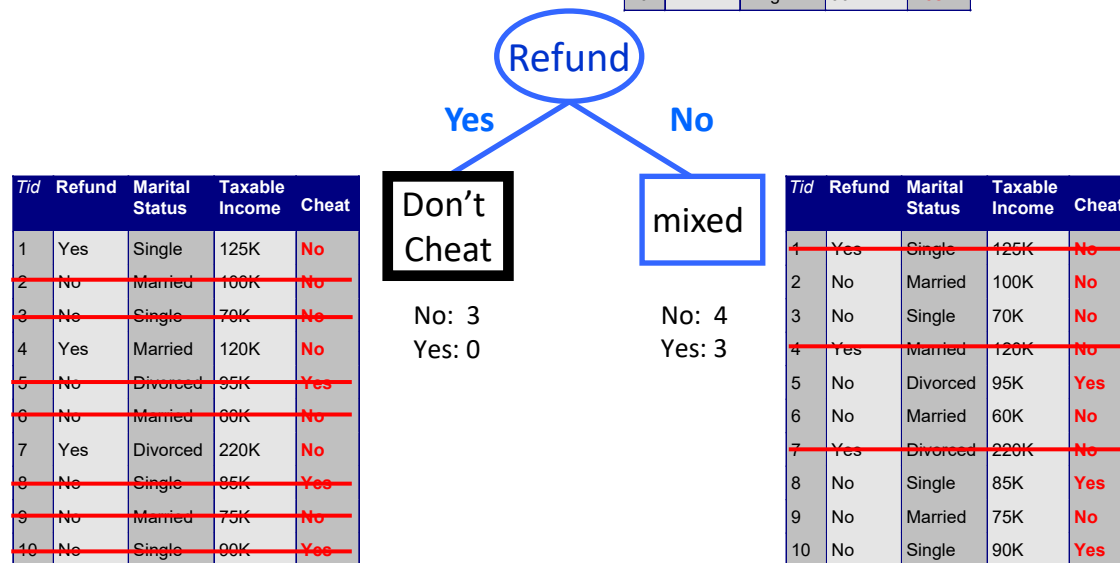 Refund
Yes
No
Tid Refund Marital Status Taxable Income Cheat
1 Yes Single 125K No
2 No Married 100K No
3 No Single 70K No
4 Yes Married 120K No
5 No Divorced 95K Yes
6 No Married 60K No
7 Yes Divorced 220K No
8 No Single 85K Yes
9 No Married 75K No
10 No Single 90K Yes
Don't
Cheat
No: 3
Yes: 0
mixed
No: 4
Yes: 3
Tid Refund Marital Status Taxable Income Cheat
1 Yes Single 125K No
2 No Married 100K No
3 No Single 70K No
4 Yes Married 120K No
5 No Divorced 95K Yes
6 No Married 60K No
7 Yes Divorced 220K No
8 No Single 85K Yes
9 No Married 75K No
10 No Single 90K Yes